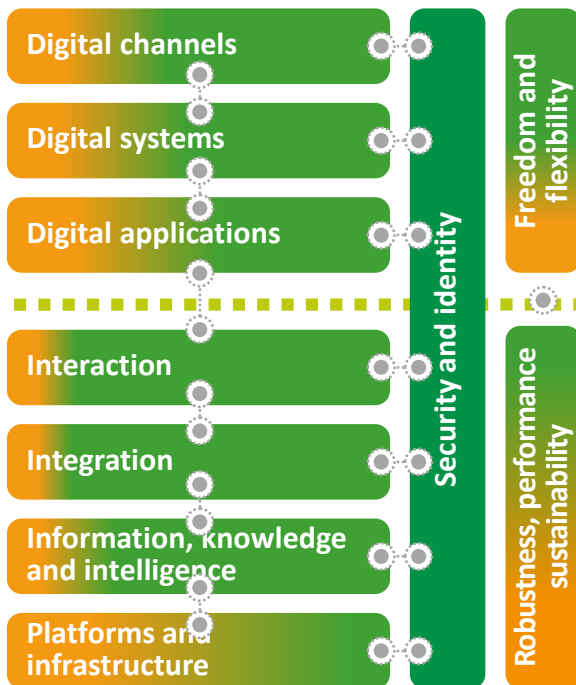 Digital channels
Digital systems
Digital applications
Interaction
Integration
Information, knowledge
and intelligence
Platforms and
infrastructure
Security and identity
Freedom and
flexibility
Robustness, performance
sustainability